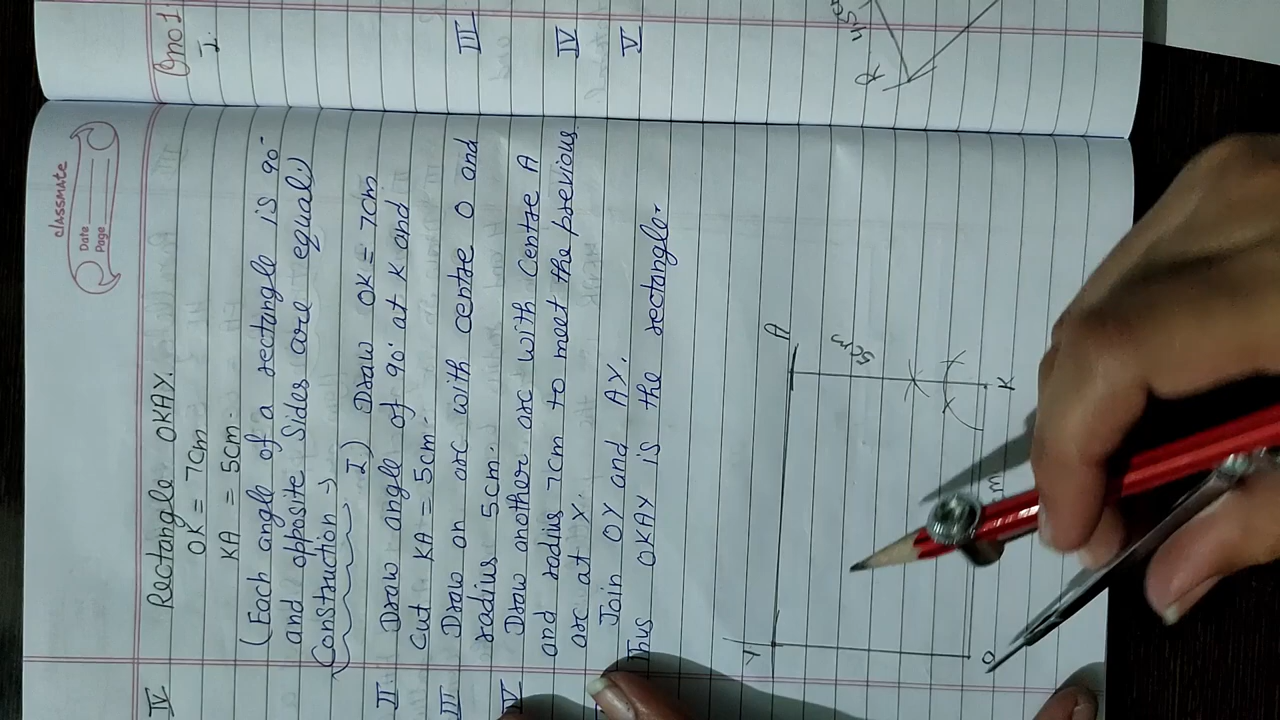 classmate
Date
Page
IV Rectangle OKAY.
OK = 7cm
KA = 5cm.
(Each angle of a rectangle is 90°
and opposite sides are equal)
Construction → I) Draw OK = 7cm
II Draw angle of 90° at K and
cut KA = 5cm.
III Draw an arc with centre O and
radius 5cm.
IV Draw another arc with Centre A
and radius 7cm to meet the previous
arc at Y.
Join OY and AY.
Thus OKAY is the rectangle.
Y
A
5cm
K
O
m
Qno1
I.
III
IV
V
R